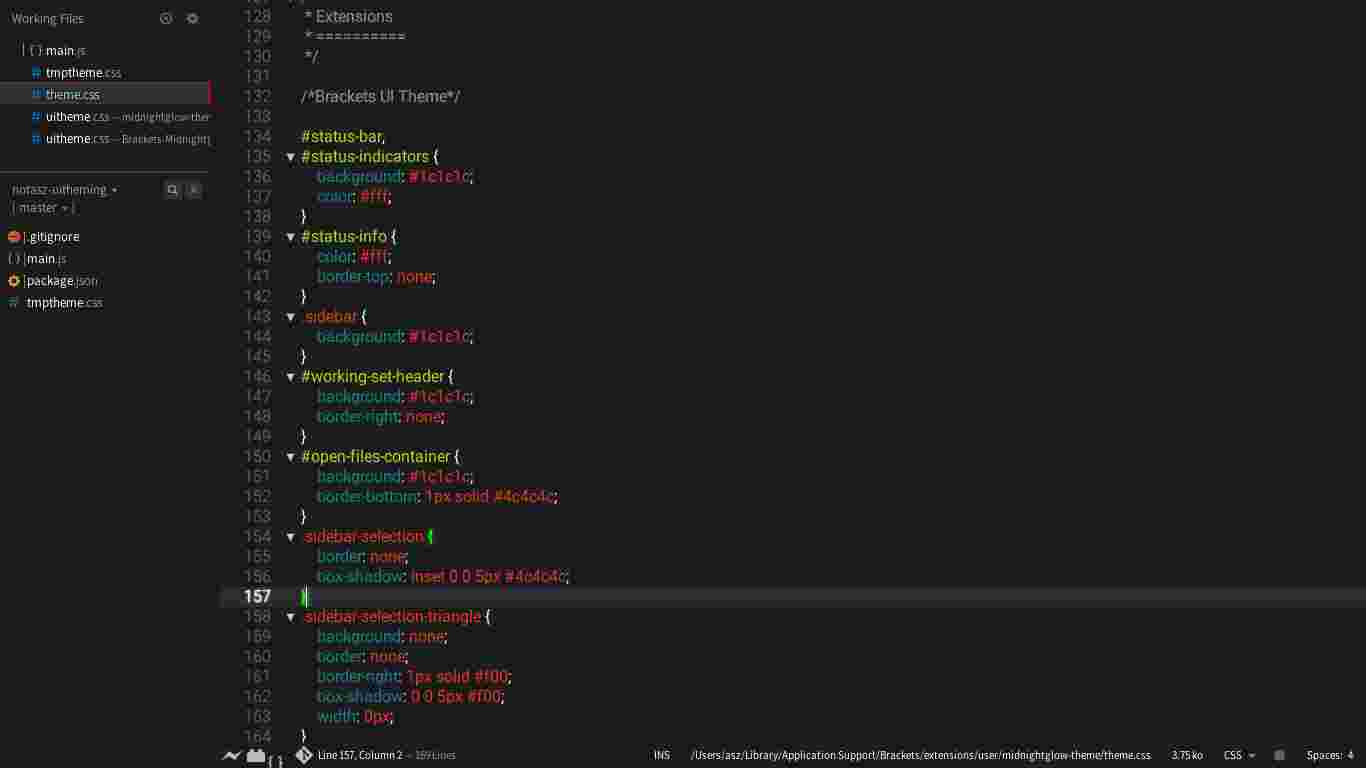 Working Files
main.js
tmptheme.css
theme.css
uitheme.css – midnightglow-ther
uitheme.css – Brackets-Midnight
notasz-uitheming
[ master ]
.gitignore
main.js
package.json
tmptheme.css
128 * Extensions
129 * ==========
130 */
131
132 /*Brackets UI Theme*/
133
134 #status-bar,
135 #status-indicators {
136 background: #1c1c1c;
137 color: #fff;
138 }
139 #status-info {
140 color: #fff;
141 border-top: none;
142 }
143 .sidebar {
144 background: #1c1c1c;
145 }
146 #working-set-header {
147 background: #1c1c1c;
148 border-right: none;
149 }
150 #open-files-container {
151 background: #1c1c1c;
152 border-bottom: 1px solid #4c4c4c;
153 }
154 .sidebar-selection {
155 border: none;
156 box-shadow: inset 0 0 5px #4c4c4c;
157 }
158 .sidebar-selection-triangle {
159 background: none;
160 border: none;
161 border-right: 1px solid #f00;
162 box-shadow: 0 0 5px #f00;
163 width: 0px;
164 }
Line 157, Column 2 – 169 Lines INS /Users/asz/Library/Application Support/Brackets/extensions/user/midnightglow-theme/theme.css 3.75 ko CSS Spaces: 4